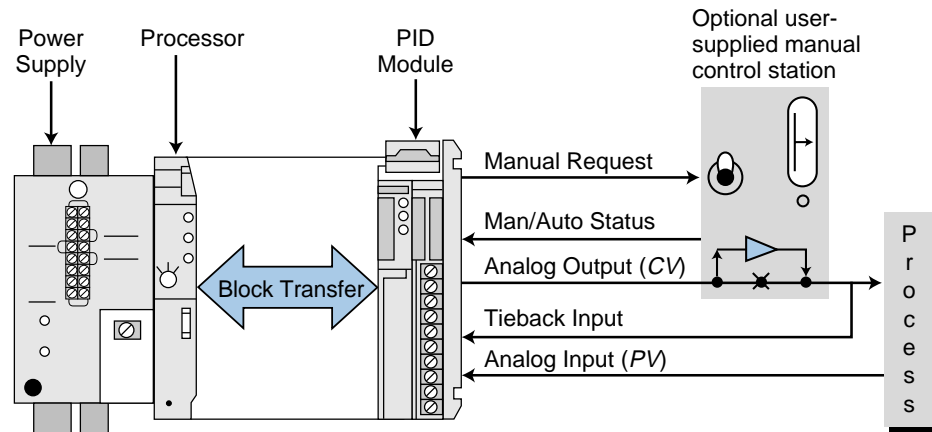 Power
Supply
Processor
PID
Module
Optional user-
supplied manual
control station
Manual Request
Man/Auto Status
Analog Output (CV)
Block Transfer
Tieback Input
Analog Input (PV)
P
r
o
c
e
s
s